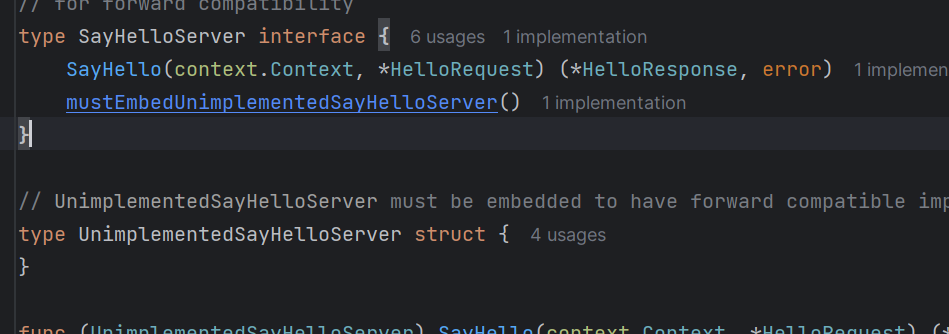 // for forward compatibility
type SayHelloServer interface { 6 usages 1 implementation
SayHello(context.Context, *HelloRequest) (*HelloResponse, error) 1 implemen
mustEmbedUnimplementedSayHelloServer() 1 implementation
}
// UnimplementedSayHelloServer must be embedded to have forward compatible imp
type UnimplementedSayHelloServer struct { 4 usages
}
func (UnimplementedSayHelloServer) SayHello(context.Context, *HelloRequest) (*